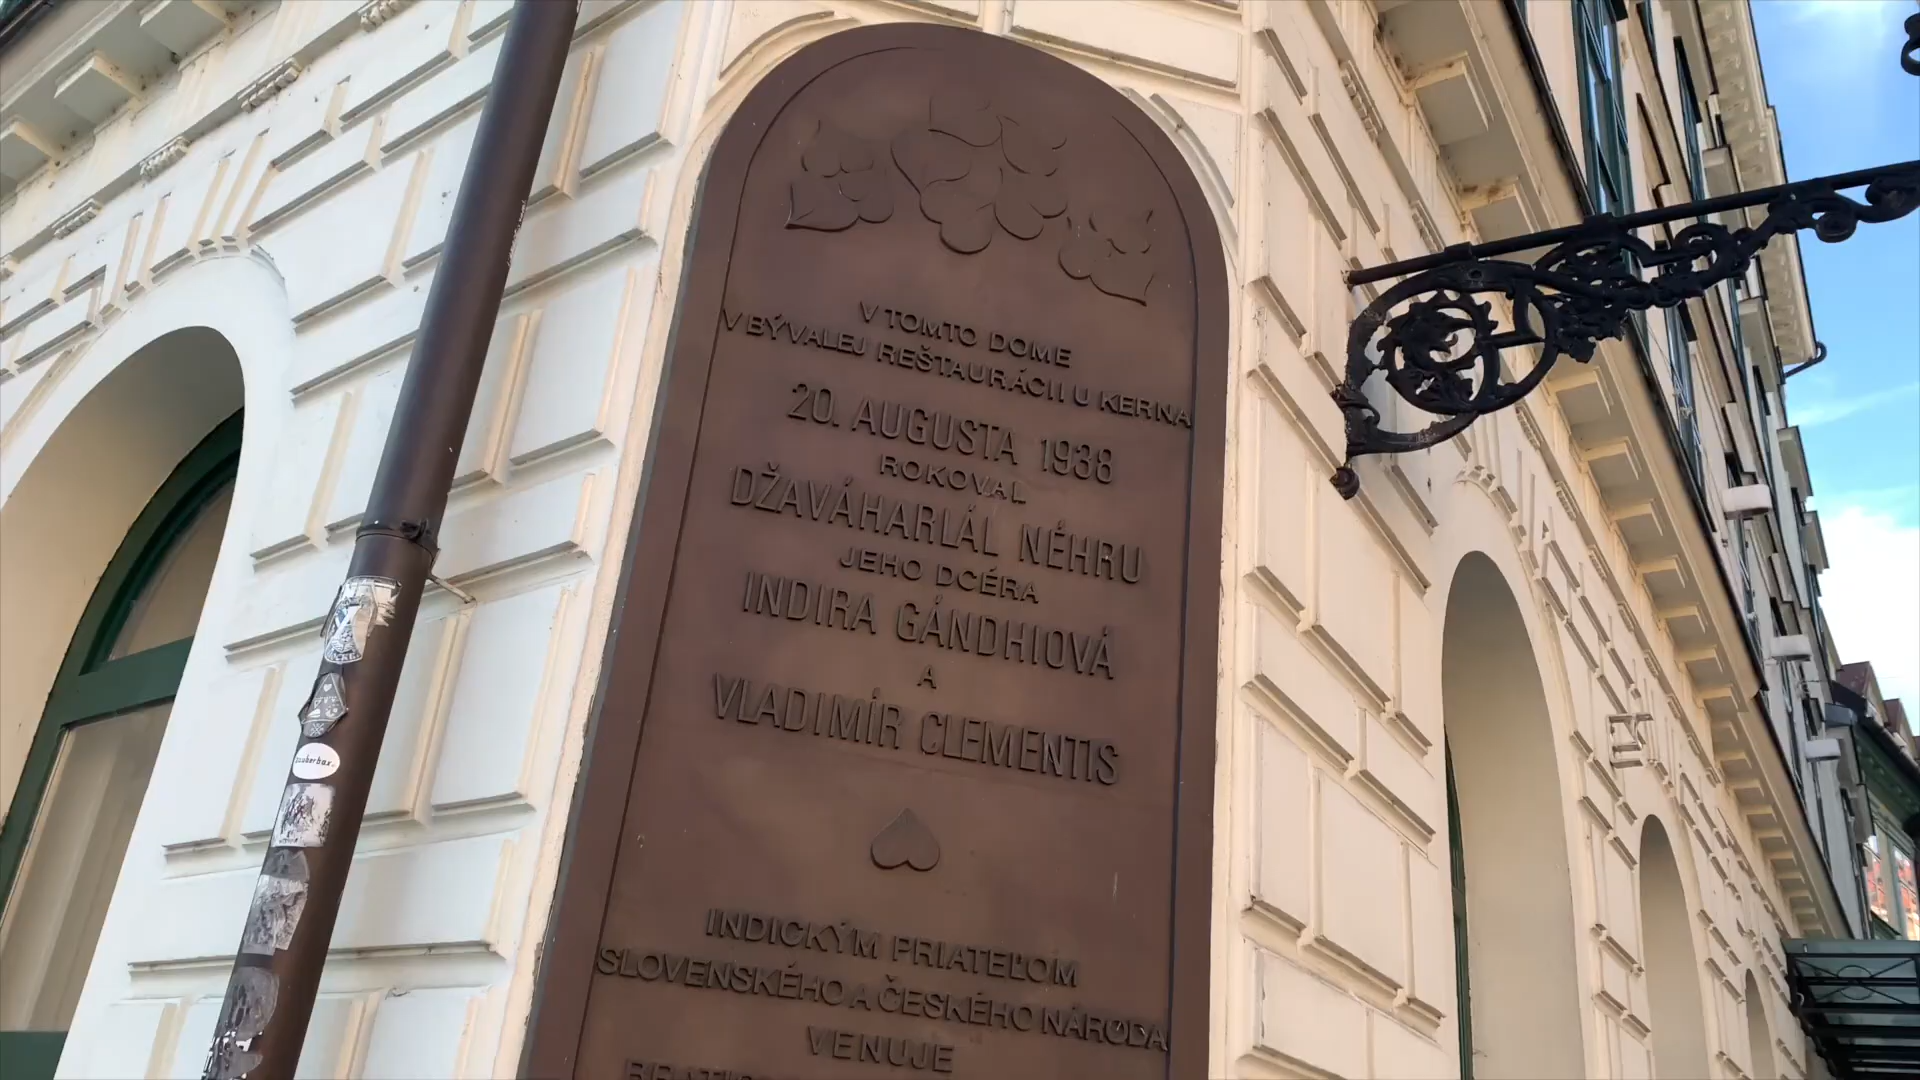 V TOMTO DOME
V BÝVALEJ REŠTAURÁCII U KERNA
20. AUGUSTA 1938
ROKOVAL
DŽAVÁHARLÁL NÉHRU
JEHO DCÉRA
INDIRA GÁNDHIOVÁ
A
VLADIMÍR CLEMENTIS
INDICKÝM PRIATEĽOM
SLOVENSKÉHO A ČESKÉHO NÁRODA
VENUJE